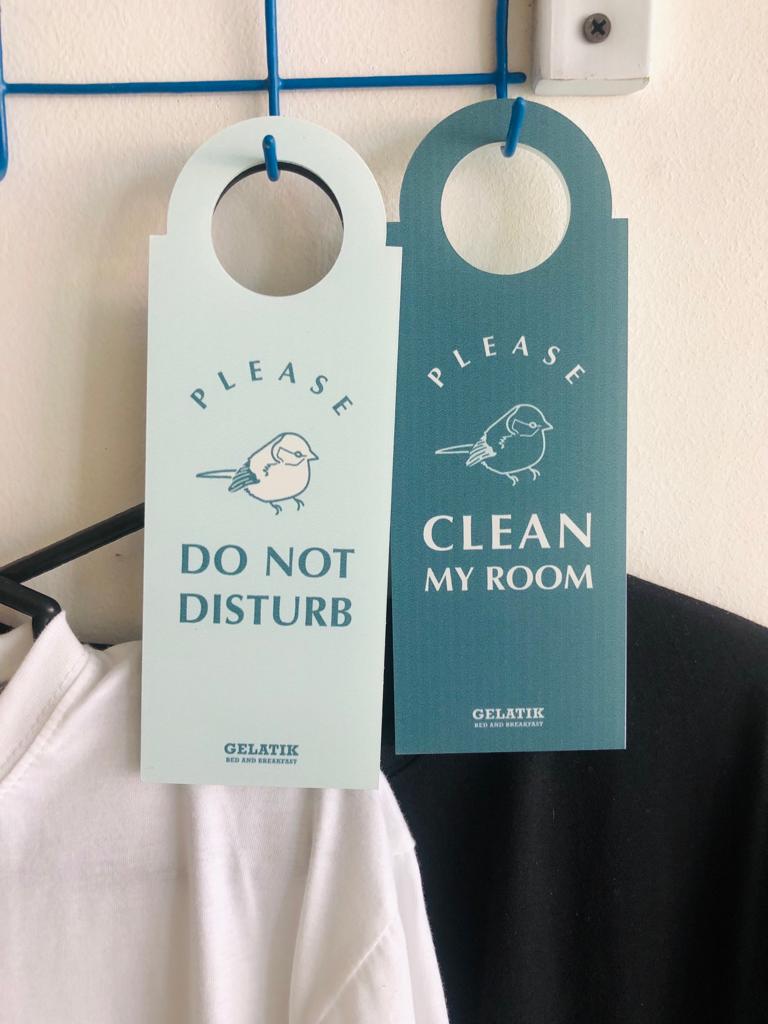 PLEASE
DO NOT
DISTURB
GELATIK
BED AND BREAKFAST
PLEASE
CLEAN
MY ROOM
GELATIK
BED AND BREAKFAST